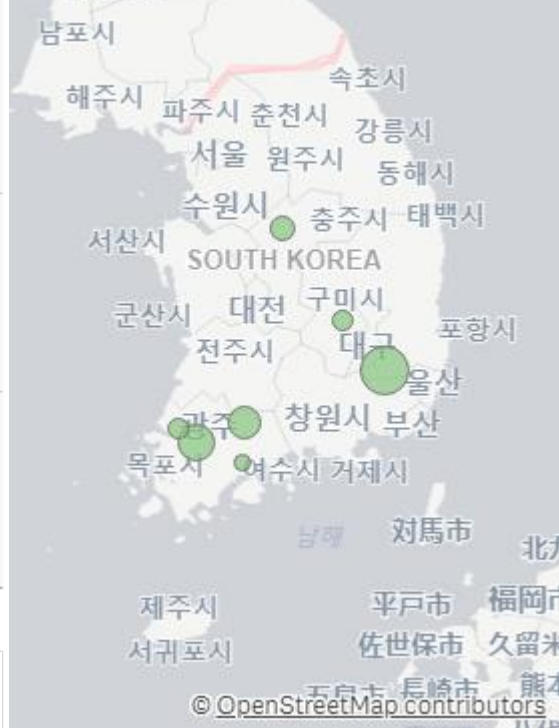 남포시
속초시
해주시
파주시 춘천시
강릉시
서울 원주시
동해시
수원시
충주시 태백시
서산시
SOUTH KOREA
구미시
군산시 대전
포항시
전주시 대구
울산
광주 창원시 부산
목포시 여수시 거제시
남해 対馬市
제주시 平戸市
서귀포시 佐世保市
長崎市
© OpenStreetMap contributors